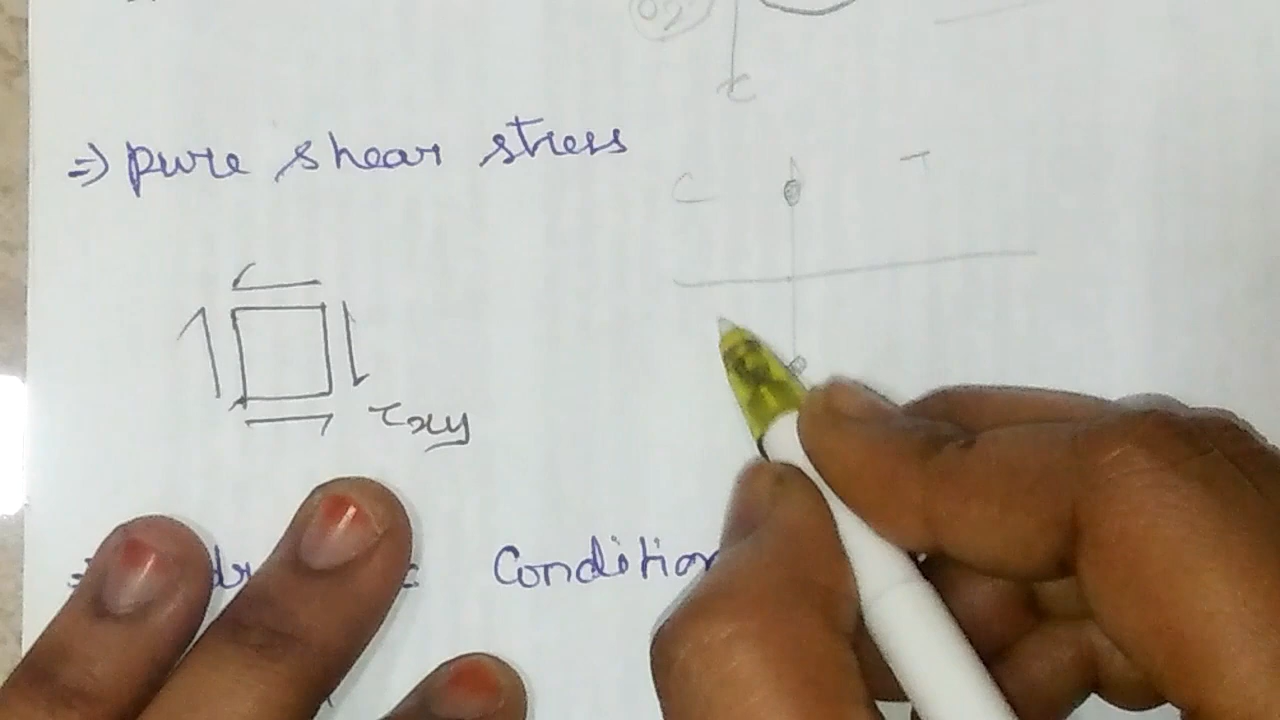 τ
⇒ pure shear stress
C T
τxy
⇒ Condition